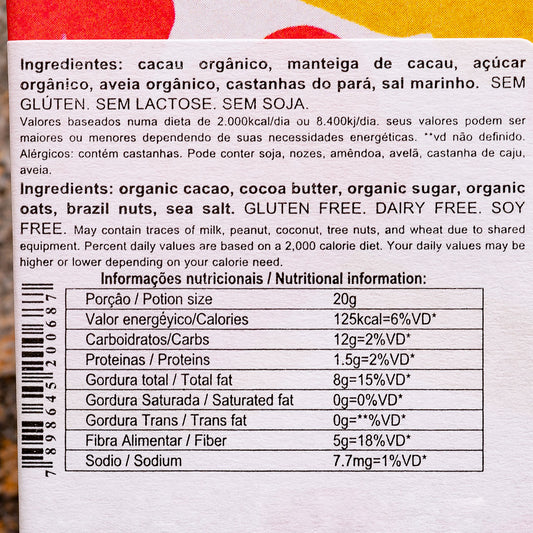 Ingredientes: cacau orgânico, manteiga de cacau, açúcar
orgânico, aveia orgânico, castanhas do pará, sal marinho. SEM
GLÚTEN. SEM LACTOSE. SEM SOJA.
Valores baseados numa dieta de 2.000kcal/dia ou 8.400kj/dia. seus valores podem ser
maiores ou menores dependendo de suas necessidades energéticas. **vd não definido.
Alérgicos: contém castanhas. Pode conter soja, nozes, amêndoa, avelã, castanha de caju,
aveia.
Ingredients: organic cacao, cocoa butter, organic sugar, organic
oats, brazil nuts, sea salt. GLUTEN FREE. DAIRY FREE. SOY
FREE. May contain traces of milk, peanut, coconut, tree nuts, and wheat due to shared
equipment. Percent daily values are based on a 2,000 calorie diet. Your daily values may be
higher or lower depending on your calorie need.
Informações nutricionais / Nutritional information:
Porção / Potion size 20g
Valor energéyico/Calories 125kcal=6%VD*
Carboidratos/Carbs 12g=2%VD*
Proteinas / Proteins 1.5g=2%VD*
Gordura total / Total fat 8g=15%VD*
Gordura Saturada / Saturated fat 0g=0%VD*
Gordura Trans / Trans fat 0g=**%VD*
Fibra Alimentar / Fiber 5g=18%VD*
Sodio / Sodium 7.7mg=1%VD*
7 898645 200687